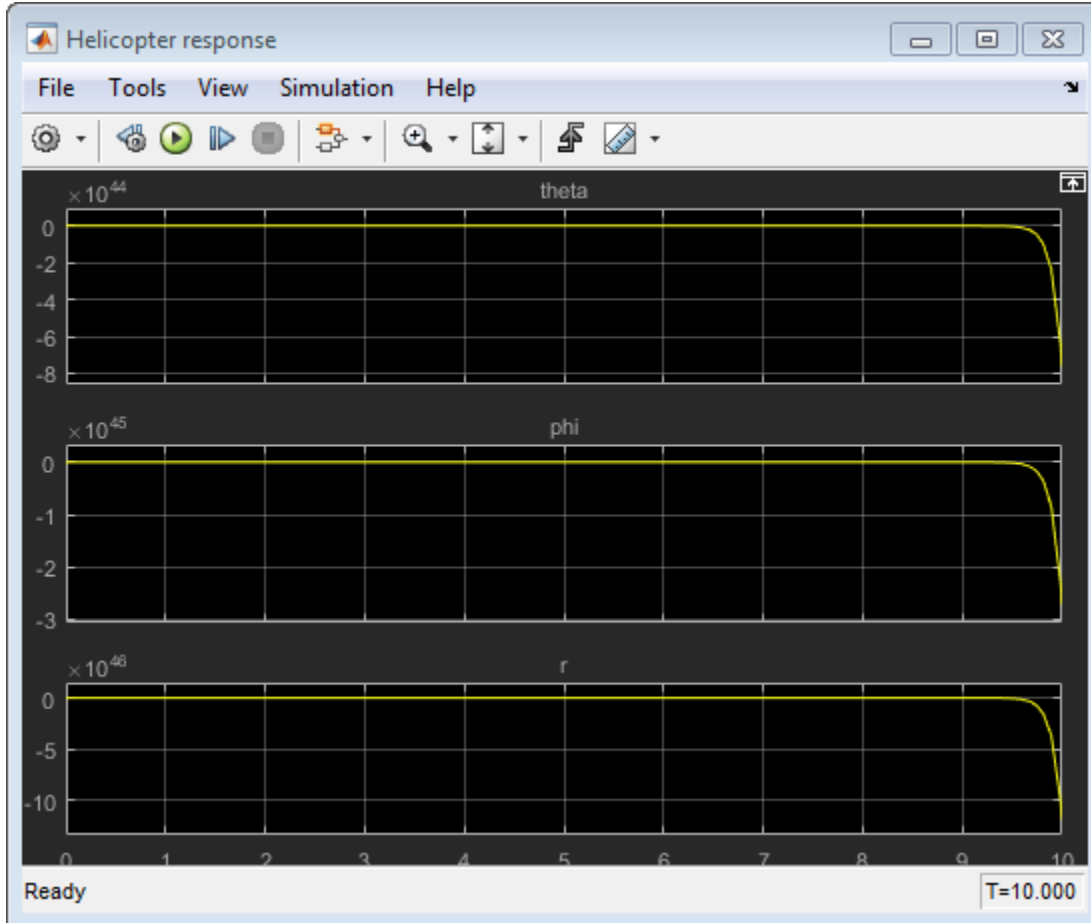 Helicopter response
File Tools View Simulation Help
×10^44 theta
0
-2
-4
-6
-8
×10^45 phi
0
-1
-2
-3
×10^46 r
0
-5
-10
0 1 2 3 4 5 6 7 8 9 10
Ready T=10.000